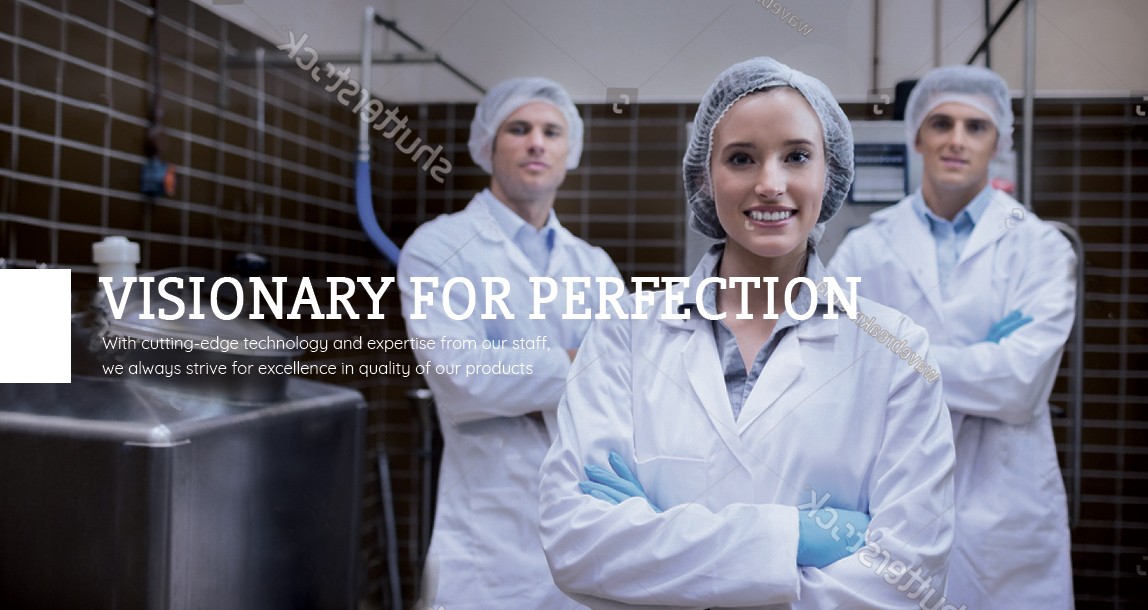 VISIONARY FOR PERFECTION
With cutting-edge technology and expertise from our staff,
we always strive for excellence in quality of our products
shutterstock
wavebreakmedia
shutterstock